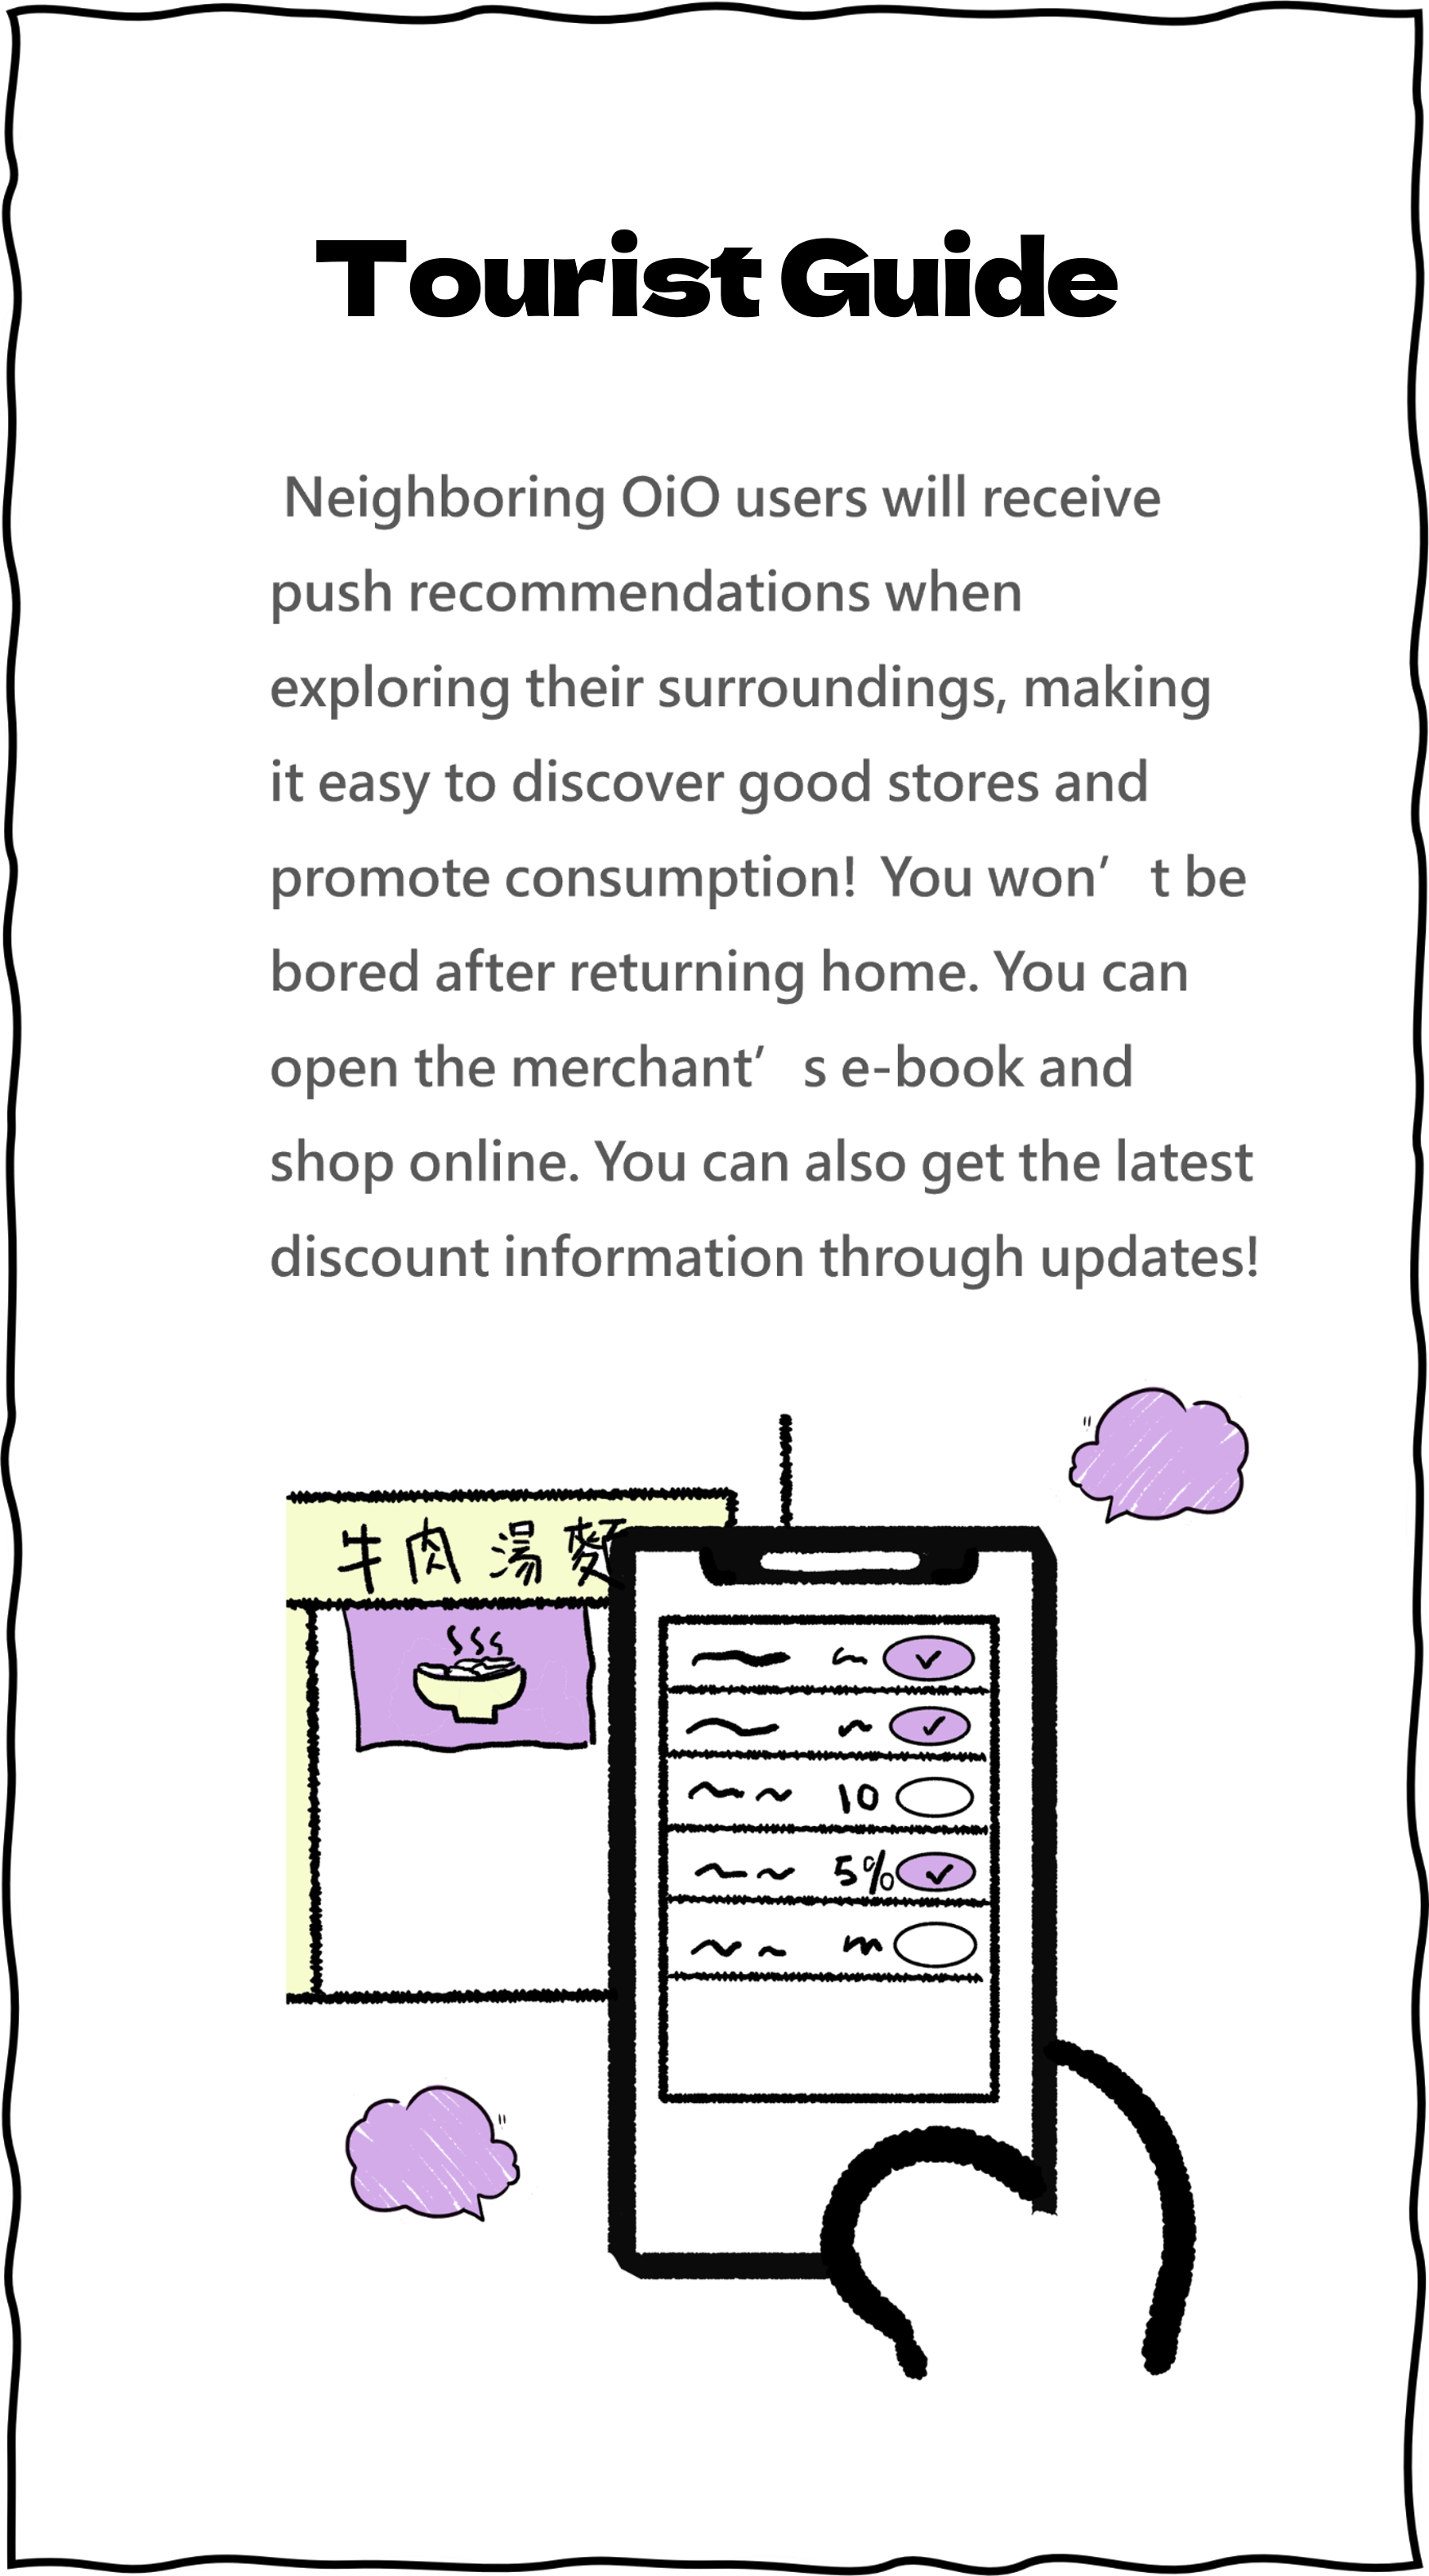 Tourist Guide
Neighboring OiO users will receive
push recommendations when
exploring their surroundings, making
it easy to discover good stores and
promote consumption! You won’ t be
bored after returning home. You can
open the merchant’ s e-book and
shop online. You can also get the latest
discount information through updates!
牛肉湯麵
10
5%